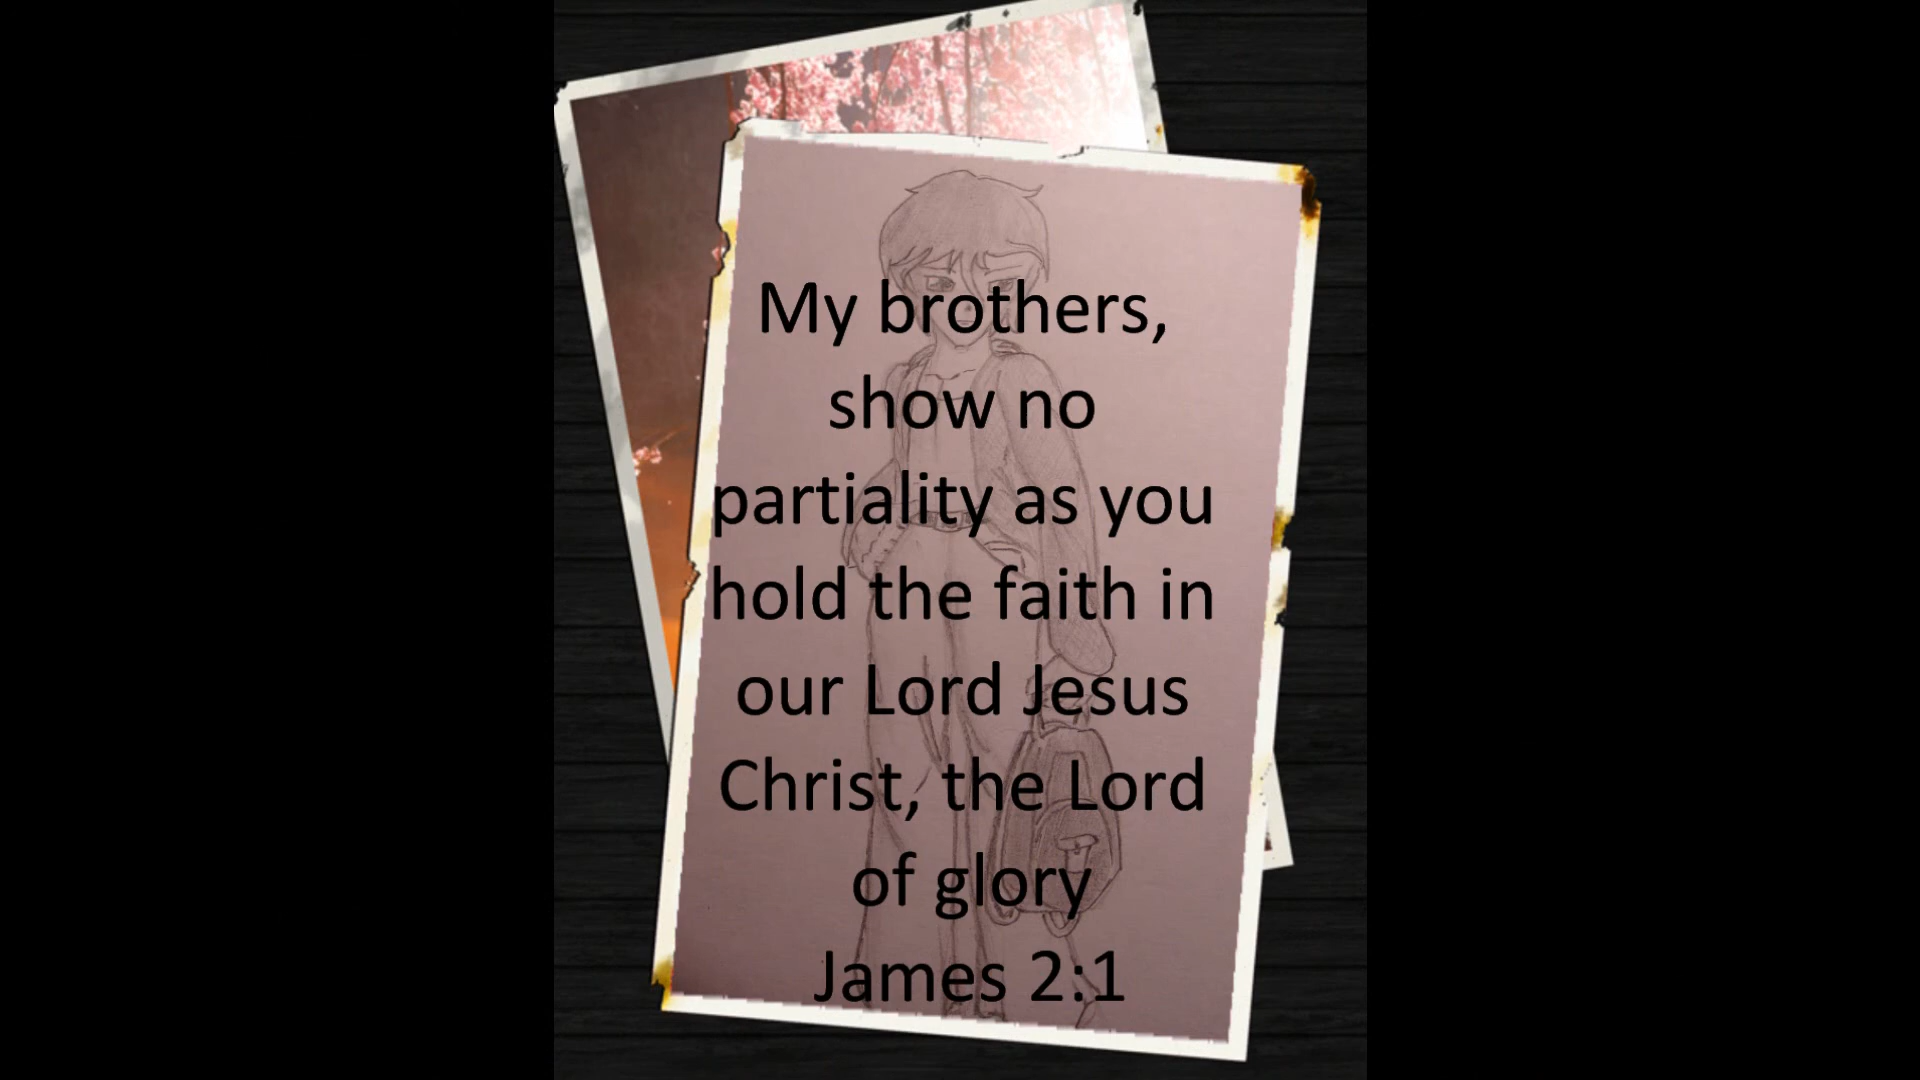 My brothers,
show no
partiality as you
hold the faith in
our Lord Jesus
Christ, the Lord
of glory
James 2:1